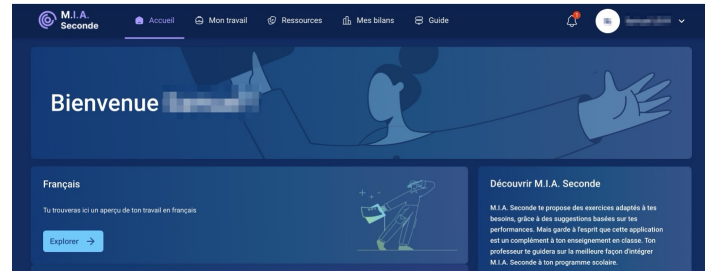 M.I.A.
Seconde
Accueil
Mon travail
Ressources
Mes bilans
Guide
Bienvenue
Français
Tu trouveras ici un aperçu de ton travail en français
Explorer →
Découvrir M.I.A. Seconde
M.I.A. Seconde te propose des exercices adaptés à tes
besoins, grâce à des suggestions basées sur tes
performances. Mais garde à l'esprit que cette application
est un complément à ton enseignement en classe. Ton
professeur te guidera sur la meilleure façon d'intégrer
M.I.A. Seconde à ton programme scolaire.